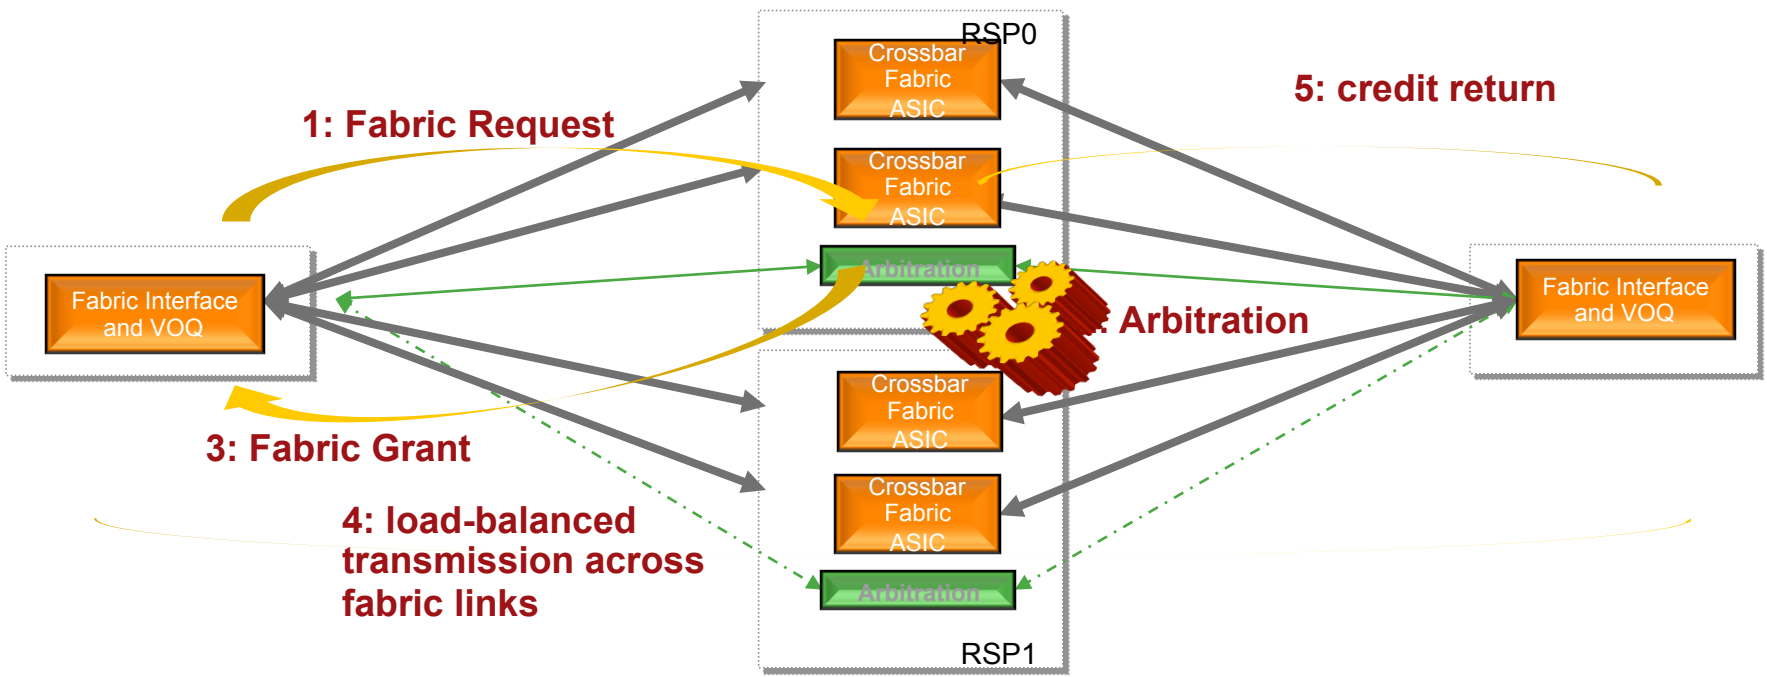 RSP0
Crossbar
Fabric
ASIC
5: credit return
1: Fabric Request
Crossbar
Fabric
ASIC
Arbitration
Fabric Interface
and VOQ
Fabric Interface
and VOQ
: Arbitration
Crossbar
Fabric
ASIC
3: Fabric Grant
Crossbar
Fabric
ASIC
4: load-balanced
transmission across
fabric links
Arbitration
RSP1